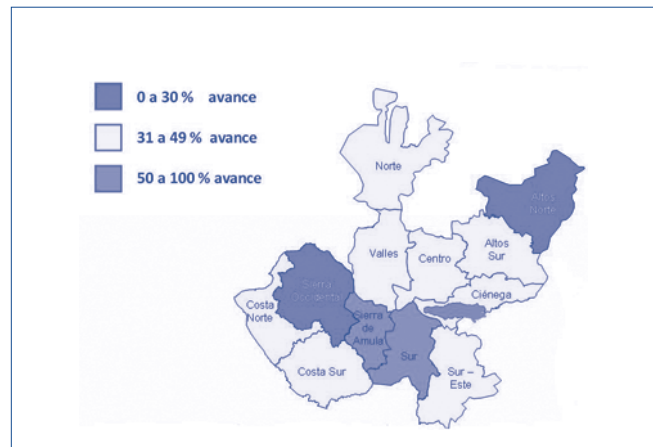 0 a 30 % avance
31 a 49 % avance
50 a 100 % avance
Norte
Altos
Norte
Altos
Sur
Valles
Centro
Ciénega
Sierra
Occidental
Costa
Norte
Sierra
de
Amula
Sur
Costa Sur
Sur –
Este